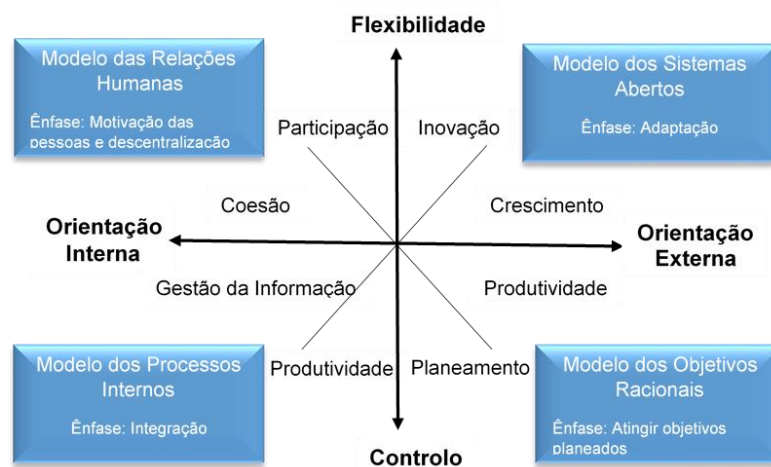 Flexibilidade
Modelo das Relações
Humanas
Ênfase: Motivação das
pessoas e descentralização
Modelo dos Sistemas
Abertos
Ênfase: Adaptação
Participação
Inovação
Coesão
Crescimento
Orientação
Interna
Orientação
Externa
Gestão da Informação
Produtividade
Modelo dos Processos
Internos
Ênfase: Integração
Produtividade
Planeamento
Modelo dos Objetivos
Racionais
Ênfase: Atingir objetivos
planeados
Controlo